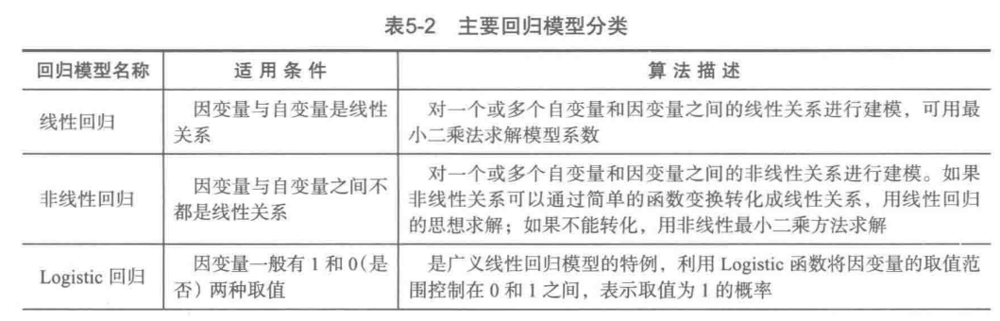 表5-2 主要回归模型分类
回归模型名称 适用条件 算法描述
线性回归
因变量与自变量是线性
关系
对一个或多个自变量和因变量之间的线性关系进行建模，可用最
小二乘法求解模型系数
非线性回归
因变量与自变量之间不
都是线性关系
对一个或多个自变量和因变量之间的非线性关系进行建模。如果
非线性关系可以通过简单的函数变换转化成线性关系，用线性回归
的思想求解；如果不能转化，用非线性最小二乘方法求解
Logistic 回归
因变量一般有 1 和 0(是
否) 两种取值
是广义线性回归模型的特例，利用 Logistic 函数将因变量的取值范
围控制在 0 和 1 之间，表示取值为 1 的概率